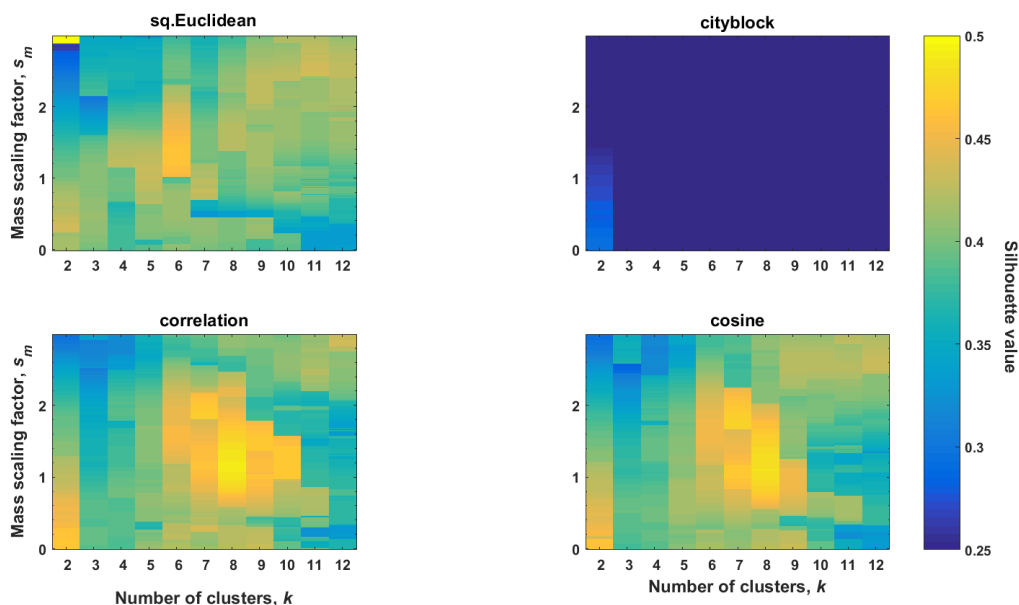 sq.Euclidean
cityblock
Mass scaling factor, sm
2
1
0
2 3 4 5 6 7 8 9 10 11 12
2
1
0
2 3 4 5 6 7 8 9 10 11 12
correlation
cosine
Mass scaling factor, sm
2
1
0
2 3 4 5 6 7 8 9 10 11 12
Number of clusters, k
2
1
0
2 3 4 5 6 7 8 9 10 11 12
Number of clusters, k
0.5
0.45
0.4
0.35
0.3
0.25
Silhouette value